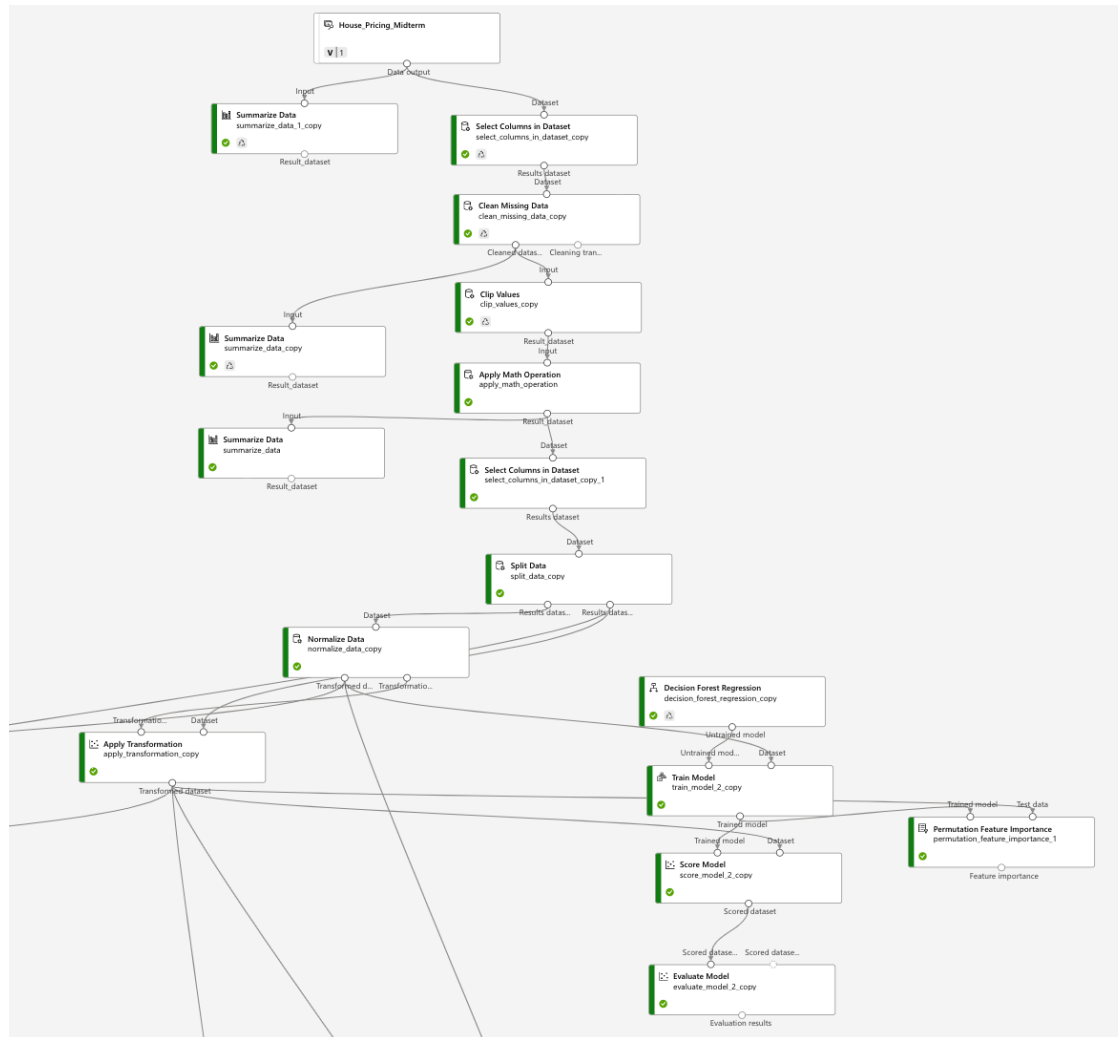 House_Pricing_Midterm
v | 1
Data output
Input
Dataset
Summarize Data
summarize_data_1_copy
Result_dataset
Select Columns in Dataset
select_columns_in_dataset_copy
Results dataset
Dataset
Clean Missing Data
clean_missing_data_copy
Cleaned datas...
Cleaning tran...
Input
Clip Values
clip_values_copy
Result_dataset
Input
Summarize Data
summarize_data_copy
Result_dataset
Input
Apply Math Operation
apply_math_operation
Result_dataset
Input
Summarize Data
summarize_data
Result_dataset
Dataset
Select Columns in Dataset
select_columns_in_dataset_copy_1
Results dataset
Dataset
Split Data
split_data_copy
Results datas...
Results datas...
Dataset
Normalize Data
normalize_data_copy
Transformed d...
Transformatio...
Decision Forest Regression
decision_forest_regression_copy
Untrained model
Transformatio...
Dataset
Apply Transformation
apply_transformation_copy
Transformed dataset
Untrained mod...
Dataset
Train Model
train_model_2_copy
Trained model
Trained model
Test data
Permutation Feature Importance
permutation_feature_importance_1
Feature importance
Trained model
Dataset
Score Model
score_model_2_copy
Scored dataset
Scored datase...
Scored datase...
Evaluate Model
evaluate_model_2_copy
Evaluation results